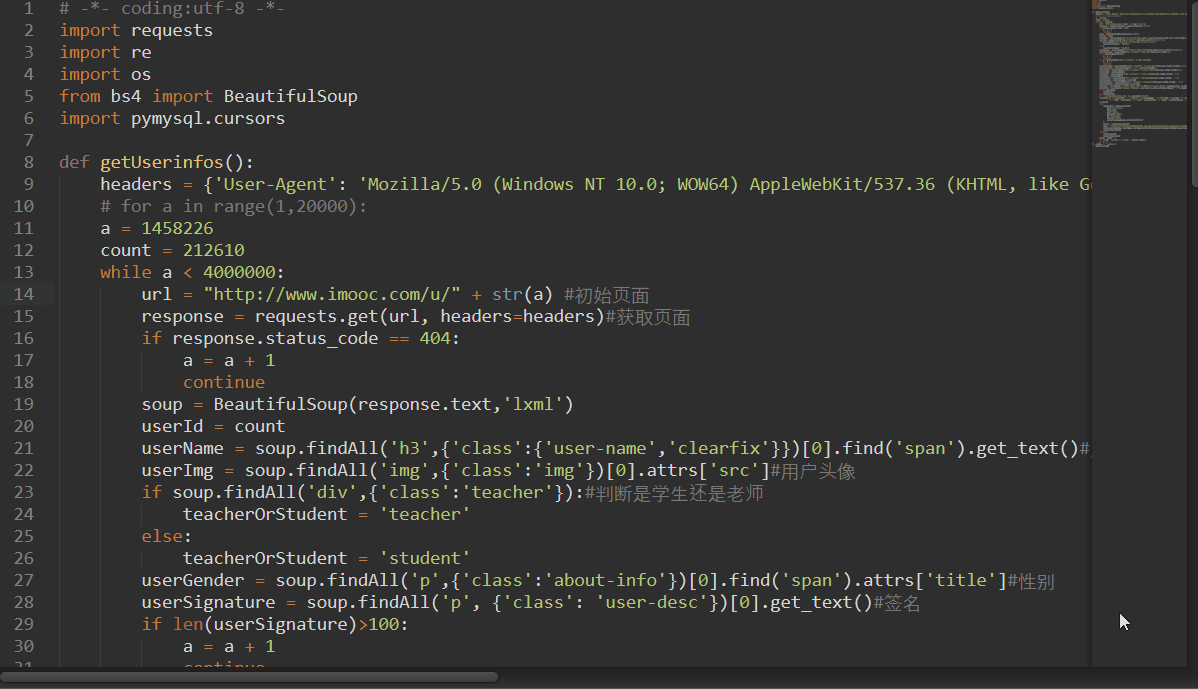 1 # -*- coding:utf-8 -*-
2 import requests
3 import re
4 import os
5 from bs4 import BeautifulSoup
6 import pymysql.cursors
7
8 def getUserinfos():
9 headers = {'User-Agent': 'Mozilla/5.0 (Windows NT 10.0; WOW64) AppleWebKit/537.36 (KHTML, like G
10 # for a in range(1,20000):
11 a = 1458226
12 count = 212610
13 while a < 4000000:
14 url = "http://www.imooc.com/u/" + str(a) #初始页面
15 response = requests.get(url, headers=headers)#获取页面
16 if response.status_code == 404:
17 a = a + 1
18 continue
19 soup = BeautifulSoup(response.text,'lxml')
20 userId = count
21 userName = soup.findAll('h3',{'class':{'user-name','clearfix'}})[0].find('span').get_text()#
22 userImg = soup.findAll('img',{'class':'img'})[0].attrs['src']#用户头像
23 if soup.findAll('div',{'class':'teacher'}):#判断是学生还是老师
24 teacherOrStudent = 'teacher'
25 else:
26 teacherOrStudent = 'student'
27 userGender = soup.findAll('p',{'class':'about-info'})[0].find('span').attrs['title']#性别
28 userSignature = soup.findAll('p', {'class': 'user-desc'})[0].get_text()#签名
29 if len(userSignature)>100:
30 a = a + 1
31 continue